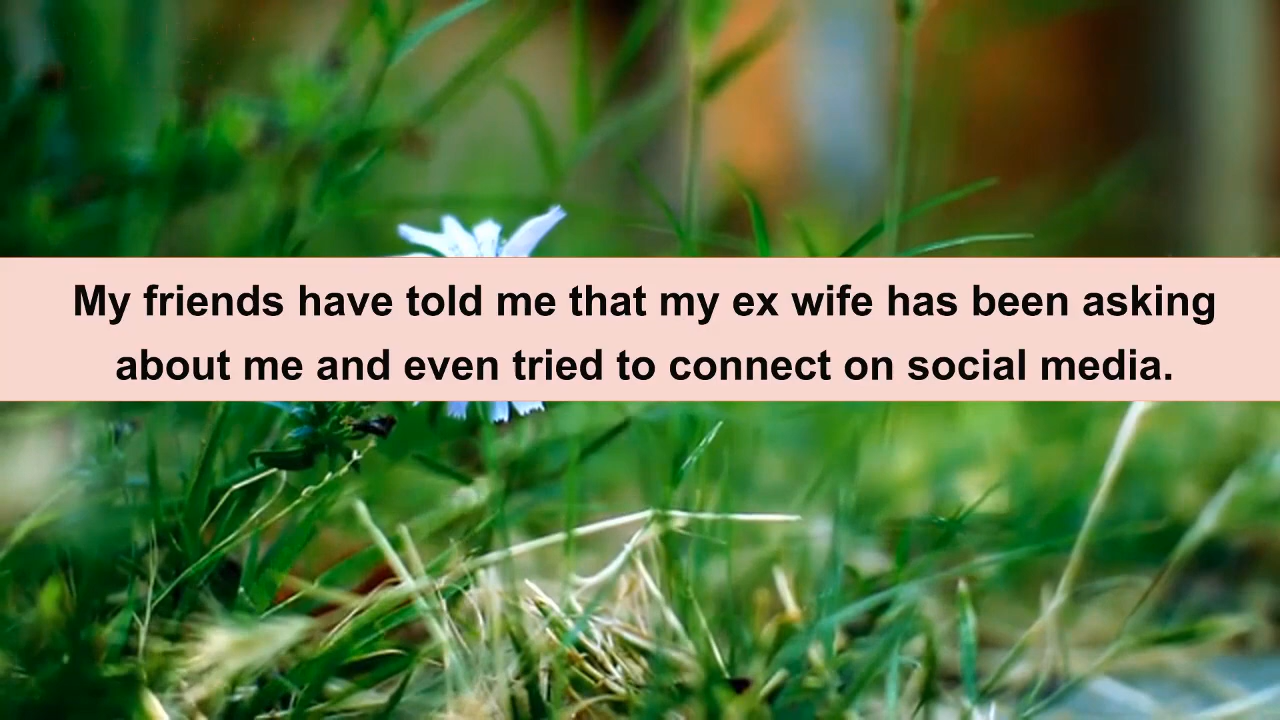 My friends have told me that my ex wife has been asking
about me and even tried to connect on social media.